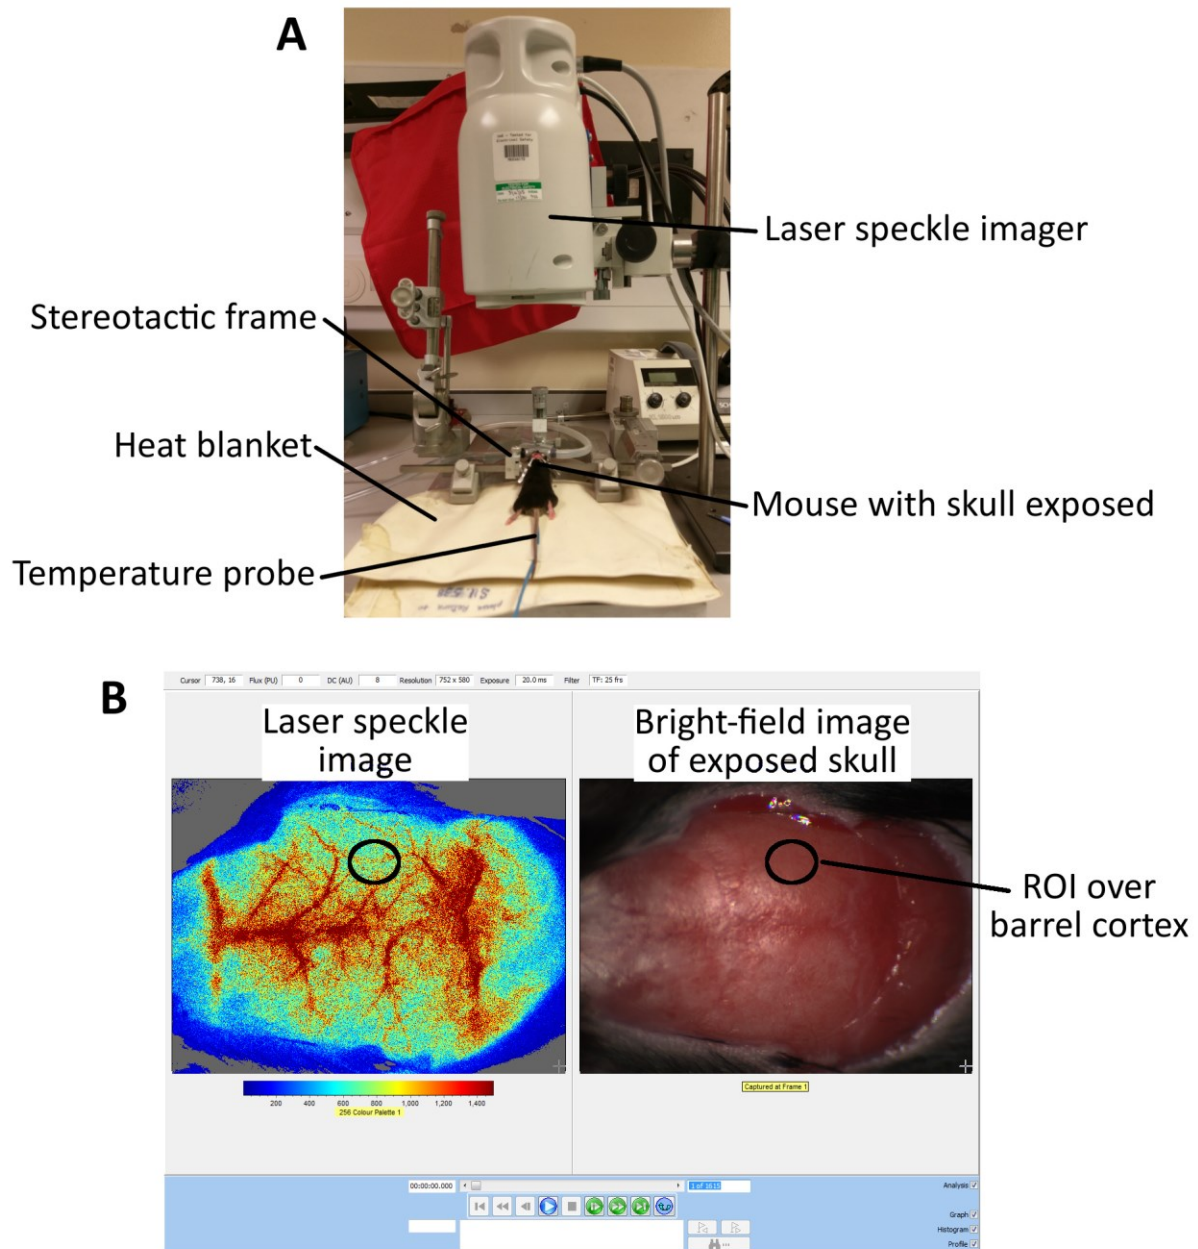 A
Laser speckle imager
Stereotactic frame
Heat blanket
Mouse with skull exposed
Temperature probe
B
Cursor 738, 16 Flux (PU) 0 DC (AU) 8 Resolution 752 x 580 Exposure 20.0 ms Filter TF: 25 frs
Laser speckle
image
Bright-field image
of exposed skull
ROI over
barrel cortex
200 400 600 800 1,000 1,200 1,400
256 Colour Palette 1
Captured at Frame 1
00:00:00.000
1 of 1615
Analysis
Graph
Histogram
Profile